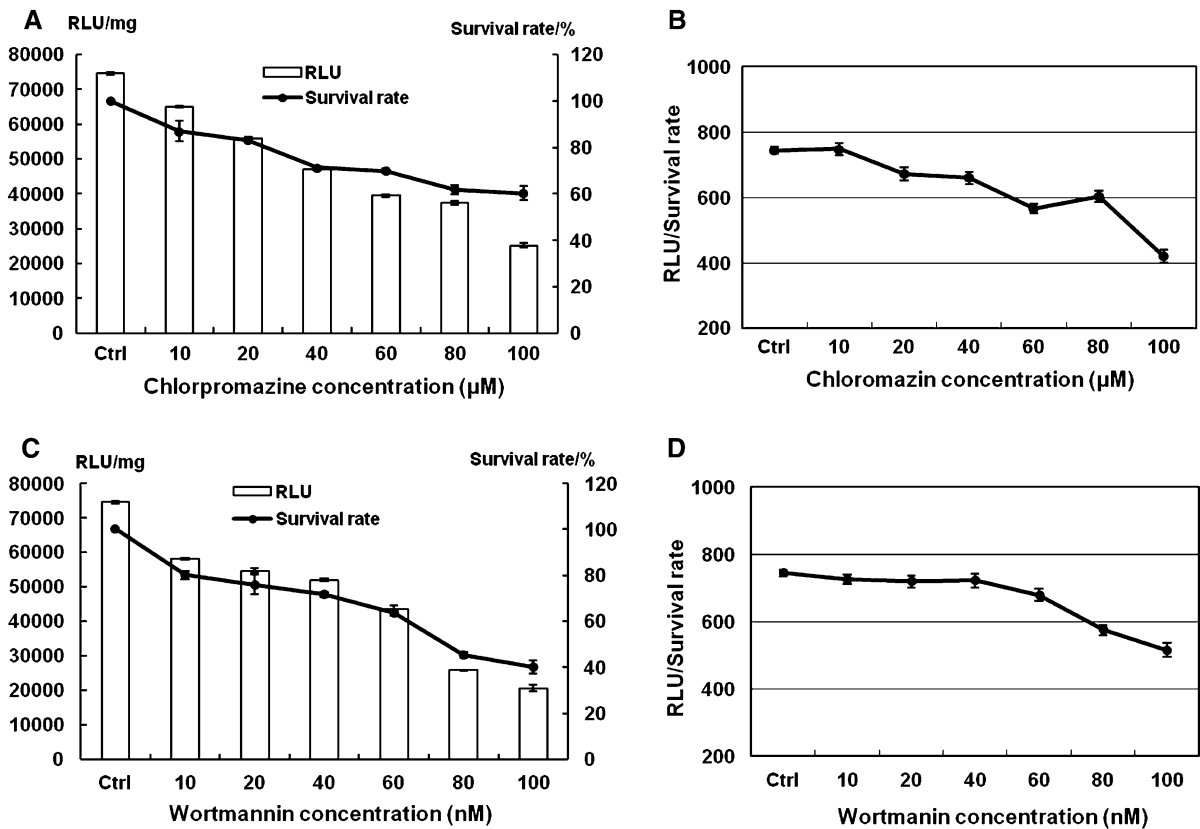 A
RLU/mg
Survival rate/%
80000
70000
60000
50000
40000
30000
20000
10000
0
120
100
80
60
40
20
0
RLU
Survival rate
Ctrl 10 20 40 60 80 100
Chlorpromazine concentration (µM)
B
1000
800
600
400
200
RLU/Survival rate
Ctrl 10 20 40 60 80 100
Chloromazin concentration (µM)
C
RLU/mg
Survival rate/%
80000
70000
60000
50000
40000
30000
20000
10000
0
120
100
80
60
40
20
0
RLU
Survival rate
Ctrl 10 20 40 60 80 100
Wortmannin concentration (nM)
D
1000
800
600
400
200
RLU/Survival rate
Ctrl 10 20 40 60 80 100
Wortmanin concentration (nM)